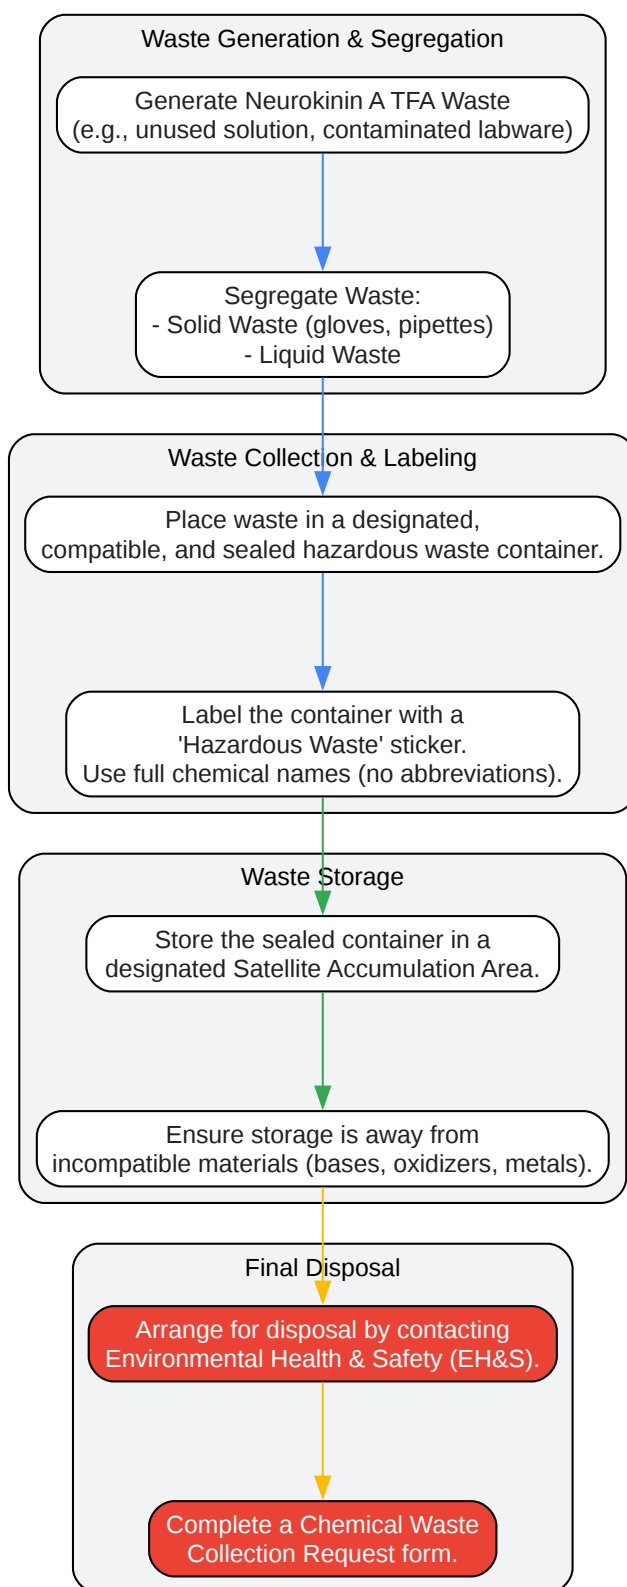 Waste Generation & Segregation
Generate Neurokinin A TFA Waste
(e.g., unused solution, contaminated labware)
Segregate Waste:
- Solid Waste (gloves, pipettes)
- Liquid Waste
Waste Collection & Labeling
Place waste in a designated,
compatible, and sealed hazardous waste container.
Label the container with a
'Hazardous Waste' sticker.
Use full chemical names (no abbreviations).
Waste Storage
Store the sealed container in a
designated Satellite Accumulation Area.
Ensure storage is away from
incompatible materials (bases, oxidizers, metals).
Final Disposal
Arrange for disposal by contacting
Environmental Health & Safety (EH&S).
Complete a Chemical Waste
Collection Request form.